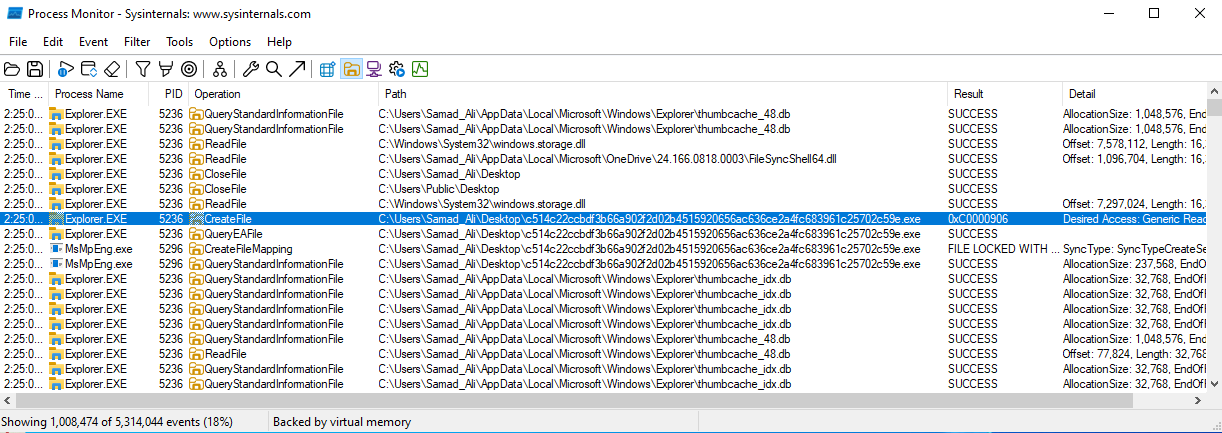 Process Monitor - Sysinternals: www.sysinternals.com
File Edit Event Filter Tools Options Help
Time ... Process Name PID Operation Path Result Detail
2:25:0... Explorer.EXE 5236 QueryStandardInformationFile C:\Users\Samad_Ali\AppData\Local\Microsoft\Windows\Explorer\thumbcache_48.db SUCCESS AllocationSize: 1,048,576, EndOf
2:25:0... Explorer.EXE 5236 QueryStandardInformationFile C:\Users\Samad_Ali\AppData\Local\Microsoft\Windows\Explorer\thumbcache_48.db SUCCESS AllocationSize: 1,048,576, EndOf
2:25:0... Explorer.EXE 5236 ReadFile C:\Windows\System32\windows.storage.dll SUCCESS Offset: 7,578,112, Length: 16,3
2:25:0... Explorer.EXE 5236 ReadFile C:\Users\Samad_Ali\AppData\Local\Microsoft\OneDrive\24.166.0818.0003\FileSyncShell64.dll SUCCESS Offset: 1,096,704, Length: 16,3
2:25:0... Explorer.EXE 5236 CloseFile C:\Users\Samad_Ali\Desktop SUCCESS
2:25:0... Explorer.EXE 5236 CloseFile C:\Users\Public\Desktop SUCCESS
2:25:0... Explorer.EXE 5236 ReadFile C:\Windows\System32\windows.storage.dll SUCCESS Offset: 7,297,024, Length: 16,3
2:25:0... Explorer.EXE 5236 CreateFile C:\Users\Samad_Ali\Desktop\c514c22ccbdf3b66a902f2d02b4515920656ac636ce2a4fc683961c25702c59e.exe 0xC0000906 Desired Access: Generic Reac
2:25:0... Explorer.EXE 5236 QueryEAFile C:\Users\Samad_Ali\Desktop\c514c22ccbdf3b66a902f2d02b4515920656ac636ce2a4fc683961c25702c59e.exe SUCCESS
2:25:0... MsMpEng.exe 5296 CreateFileMapping C:\Users\Samad_Ali\Desktop\c514c22ccbdf3b66a902f2d02b4515920656ac636ce2a4fc683961c25702c59e.exe FILE LOCKED WITH ... SyncType: SyncTypeCreateSe
2:25:0... MsMpEng.exe 5296 QueryStandardInformationFile C:\Users\Samad_Ali\Desktop\c514c22ccbdf3b66a902f2d02b4515920656ac636ce2a4fc683961c25702c59e.exe SUCCESS AllocationSize: 237,568, EndO
2:25:0... Explorer.EXE 5236 QueryStandardInformationFile C:\Users\Samad_Ali\AppData\Local\Microsoft\Windows\Explorer\thumbcache_idx.db SUCCESS AllocationSize: 32,768, EndOfF
2:25:0... Explorer.EXE 5236 QueryStandardInformationFile C:\Users\Samad_Ali\AppData\Local\Microsoft\Windows\Explorer\thumbcache_idx.db SUCCESS AllocationSize: 32,768, EndOfF
2:25:0... Explorer.EXE 5236 QueryStandardInformationFile C:\Users\Samad_Ali\AppData\Local\Microsoft\Windows\Explorer\thumbcache_idx.db SUCCESS AllocationSize: 32,768, EndOfF
2:25:0... Explorer.EXE 5236 QueryStandardInformationFile C:\Users\Samad_Ali\AppData\Local\Microsoft\Windows\Explorer\thumbcache_idx.db SUCCESS AllocationSize: 32,768, EndOfF
2:25:0... Explorer.EXE 5236 QueryStandardInformationFile C:\Users\Samad_Ali\AppData\Local\Microsoft\Windows\Explorer\thumbcache_48.db SUCCESS AllocationSize: 1,048,576, EndO
2:25:0... Explorer.EXE 5236 ReadFile C:\Users\Samad_Ali\AppData\Local\Microsoft\Windows\Explorer\thumbcache_48.db SUCCESS Offset: 77,824, Length: 32,768
2:25:0... Explorer.EXE 5236 QueryStandardInformationFile C:\Users\Samad_Ali\AppData\Local\Microsoft\Windows\Explorer\thumbcache_idx.db SUCCESS AllocationSize: 32,768, EndOfF
2:25:0... Explorer.EXE 5236 QueryStandardInformationFile C:\Users\Samad_Ali\AppData\Local\Microsoft\Windows\Explorer\thumbcache_idx.db SUCCESS AllocationSize: 32,768, EndOfF
Showing 1,008,474 of 5,314,044 events (18%) Backed by virtual memory